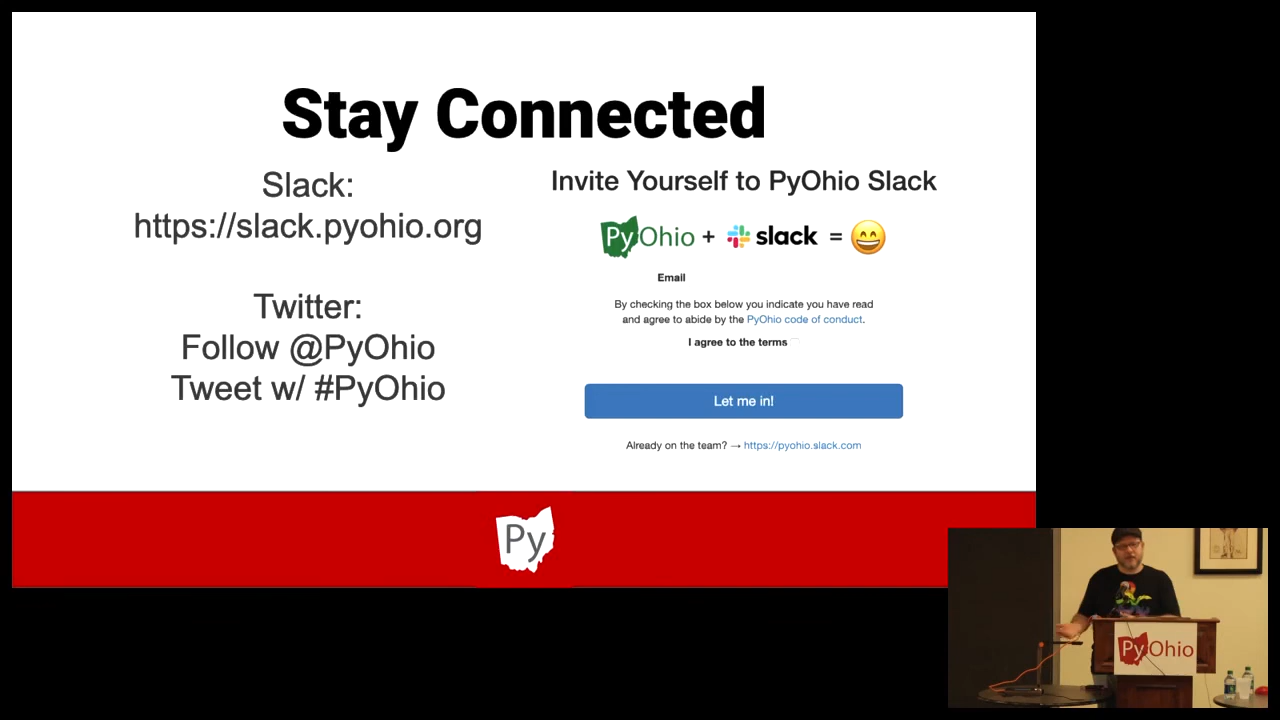 Stay Connected
Slack:
https://slack.pyohio.org
Twitter:
Follow @PyOhio
Tweet w/ #PyOhio
Invite Yourself to PyOhio Slack
PyOhio + slack =
Email
By checking the box below you indicate you have read
and agree to abide by the PyOhio code of conduct.
I agree to the terms
Let me in!
Already on the team? → https://pyohio.slack.com
Py
PyOhio